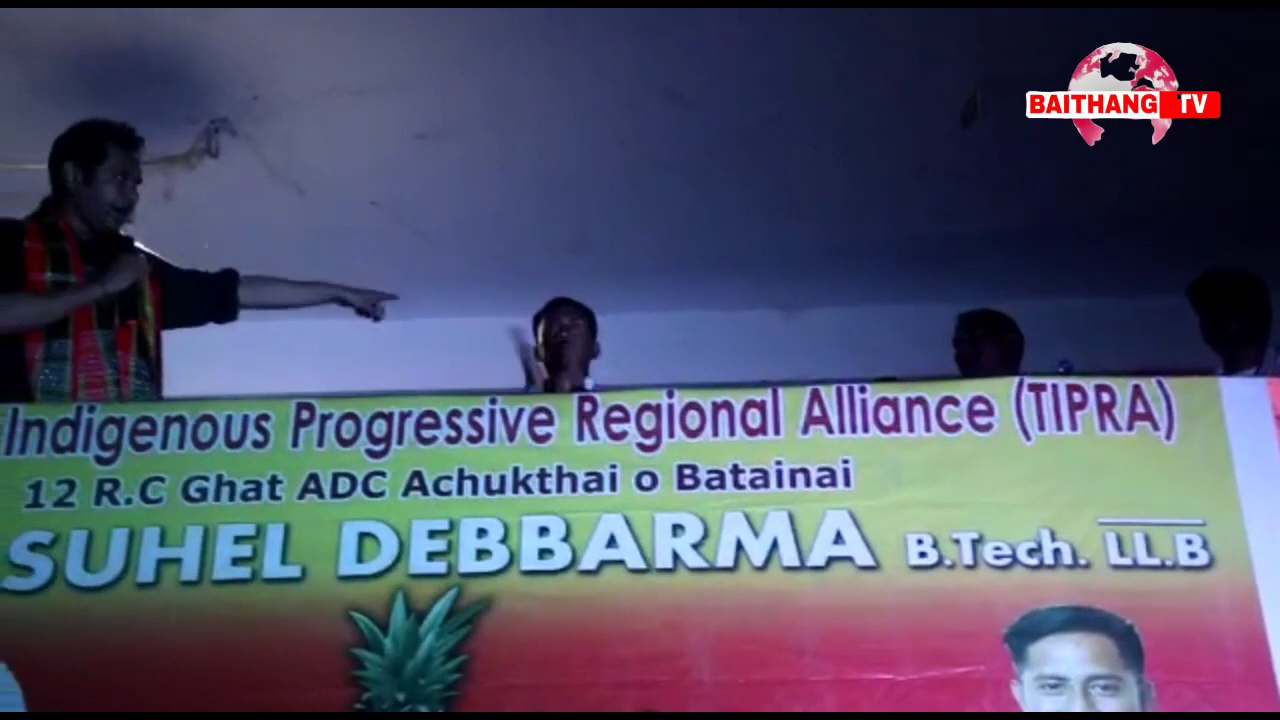 BAITHANG TV
Indigenous Progressive Regional Alliance (TIPRA)
12 R.C Ghat ADC Achukthai o Batainai
SUHEL DEBBARMA B.Tech. LL.B